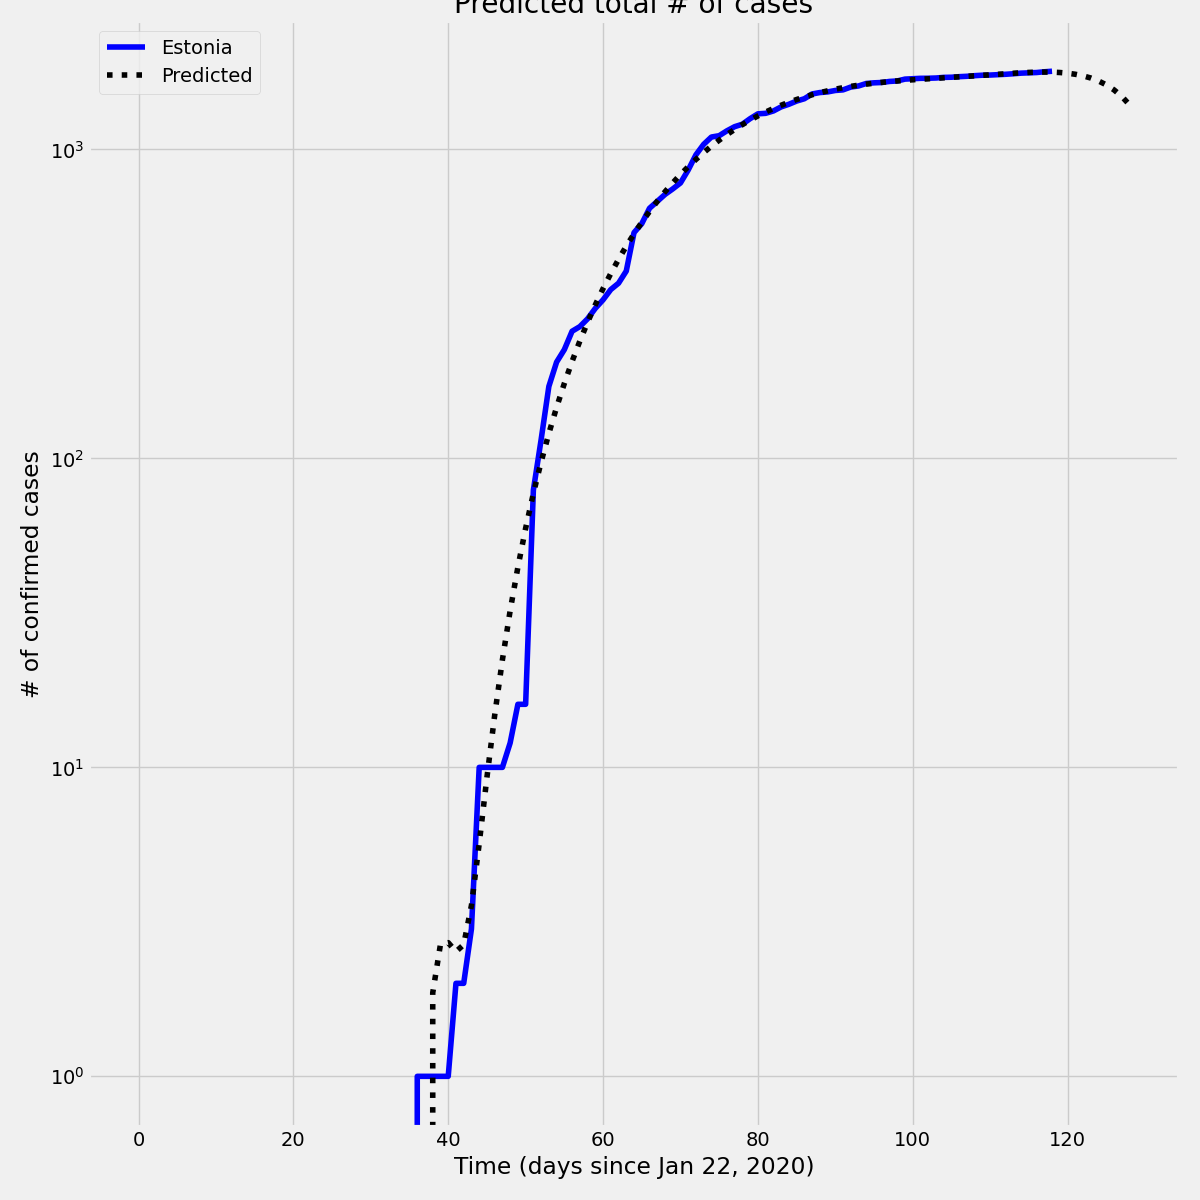 Predicted total # of cases
Estonia
Predicted
# of confirmed cases
10³
10²
10¹
10⁰
0 20 40 60 80 100 120
Time (days since Jan 22, 2020)